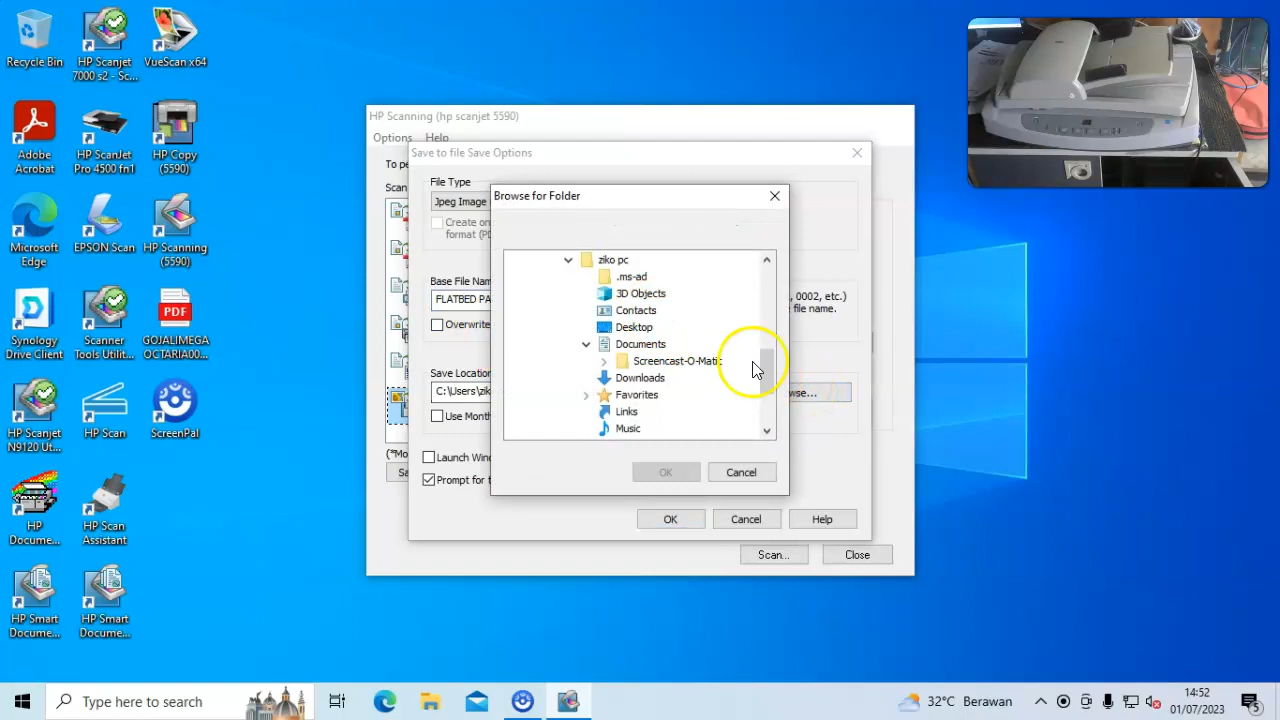 Recycle Bin
HP Scanjet
7000 s2 - Sc...
VueScan x64
Adobe
Acrobat
HP ScanJet
Pro 4500 fn1
HP Copy
(5590)
Microsoft
Edge
EPSON Scan
HP Scanning
(5590)
Synology
Drive Client
Scanner
Tools Utilit...
PDF
GOJALIMEGA
OCTARIA00...
HP Scanjet
N9120 Ut...
HP Scan
ScreenPal
HP
Docume...
HP Scan
Assistant
HP Smart
Docume...
HP Smart
Docume...
HP Scanning (hp scanjet 5590)
Options Help
To pe
Scan
(*Mo
Sa
Scan...
Close
Save to file Save Options
File Type
Jpeg Image
Create on
format (PD
Base File Nam
FLATBED PA
, 0002, etc.)
file name.
Overwrite
Save Location
C:\Users\zik
wse...
Use Month
Launch Wind
Prompt for t
OK
Cancel
Help
Browse for Folder
ziko pc
.ms-ad
3D Objects
Contacts
Desktop
Documents
Screencast-O-Matic
Downloads
Favorites
Links
Music
OK
Cancel
Type here to search
32°C Berawan
14:52
01/07/2023
5